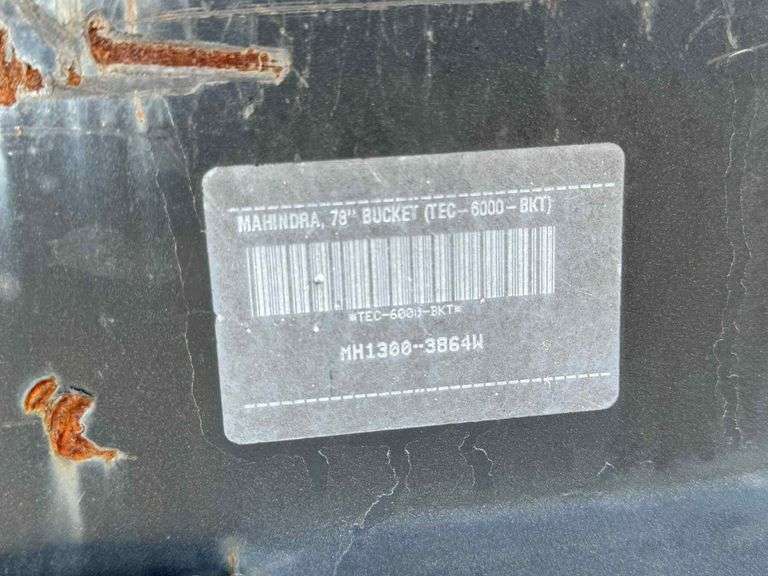 MAHINDRA, 78" BUCKET (TEC-6000-BKT)
*TEC-6000-BKT*
MH1300-3864W